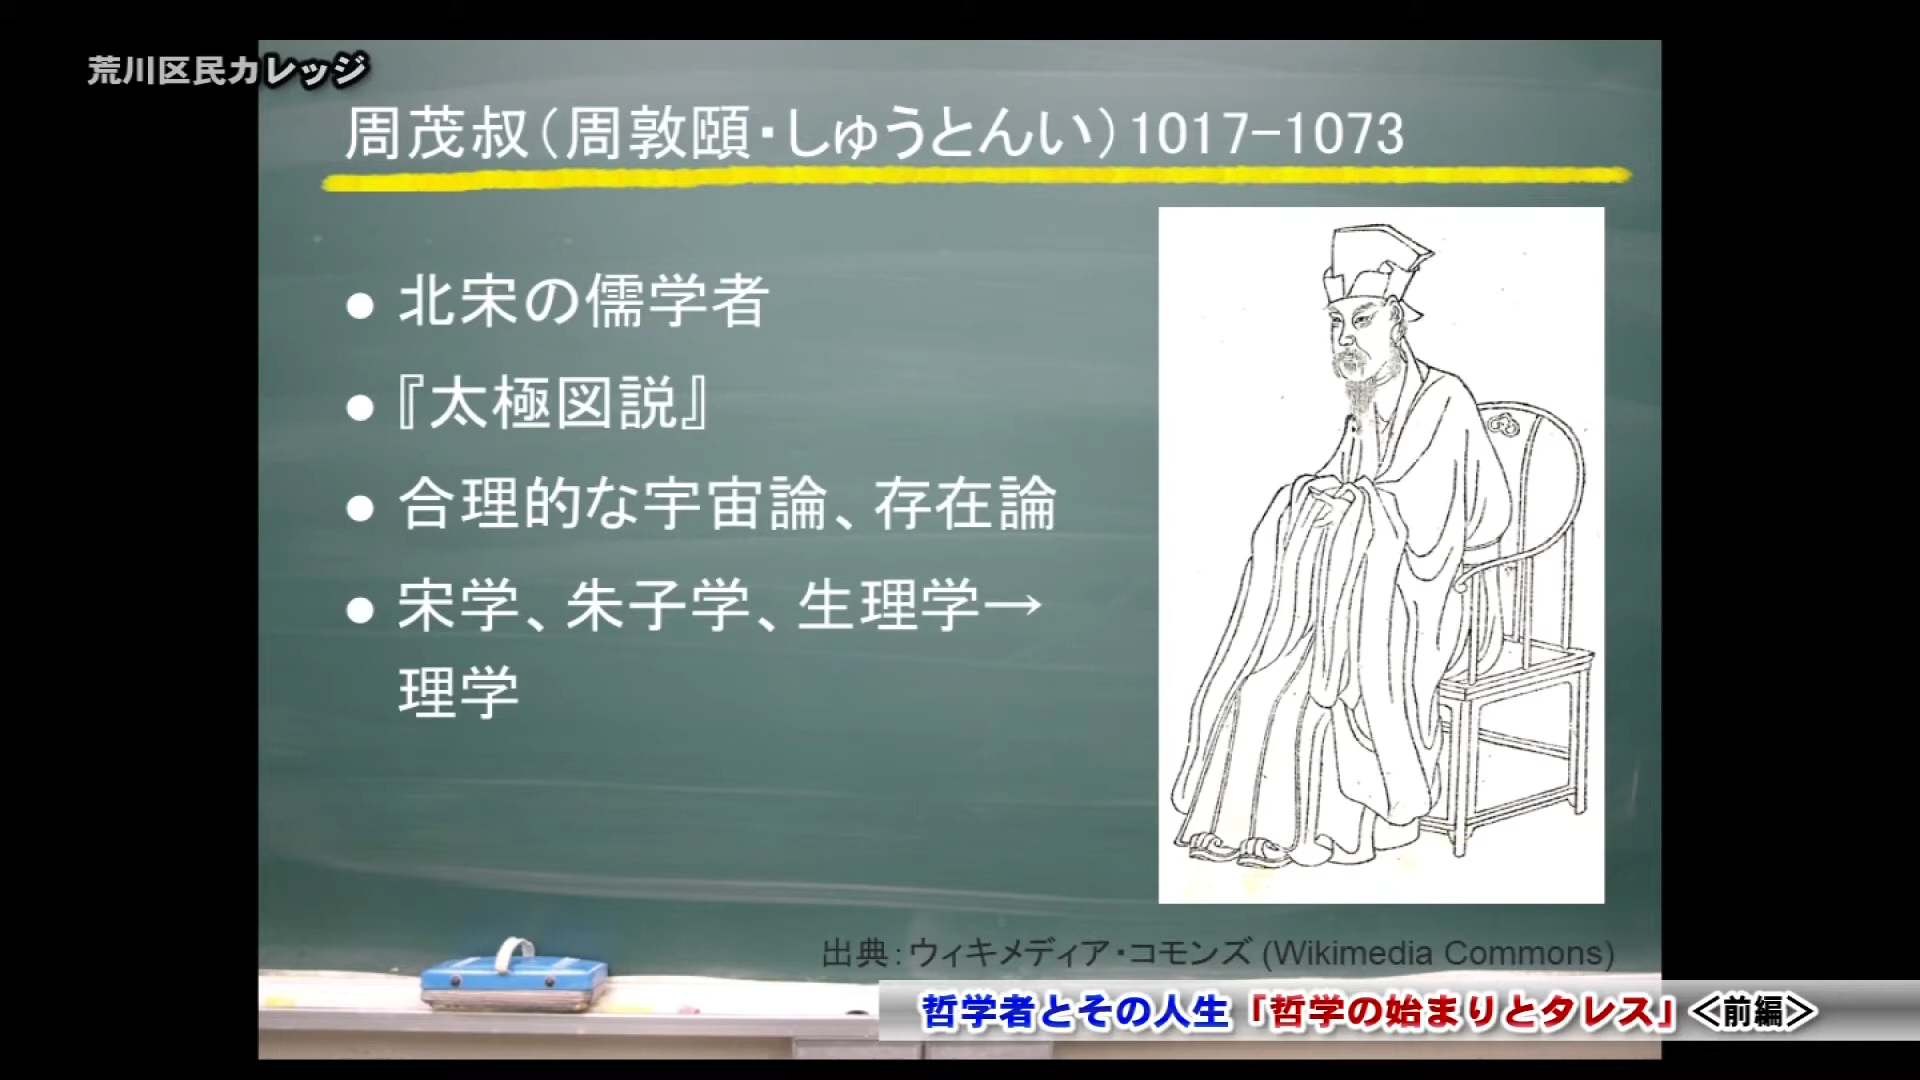 荒川区民カレッジ
周茂叔（周敦頤・しゅうとんい）1017-1073
● 北宋の儒学者
● 『太極図説』
● 合理的な宇宙論、存在論
● 宋学、朱子学、生理学→
理学
出典：ウィキメディア・コモンズ (Wikimedia Commons)
哲学者とその人生「哲学の始まりとタレス」＜前編＞